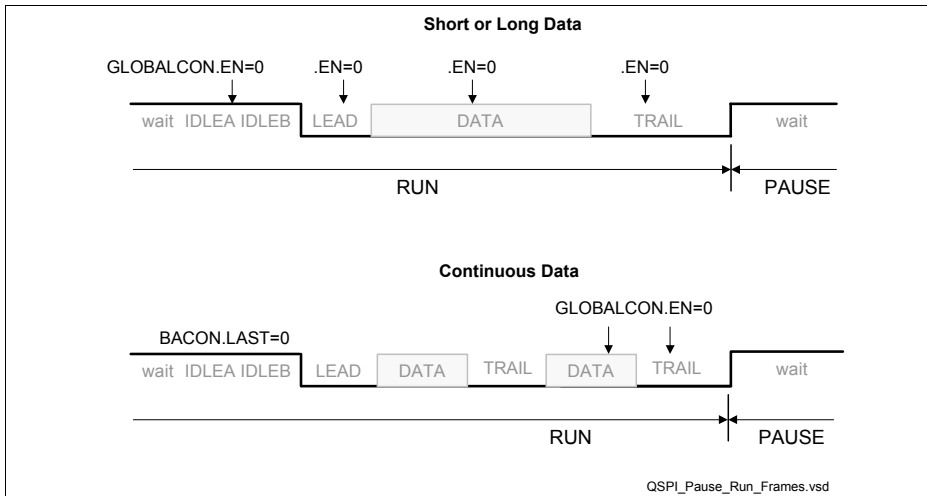 Short or Long Data
GLOBALCON.EN=0 .EN=0 .EN=0 .EN=0
wait IDLEA IDLEB LEAD DATA TRAIL wait
RUN PAUSE
Continuous Data
GLOBALCON.EN=0
BACON.LAST=0
wait IDLEA IDLEB LEAD DATA TRAIL DATA TRAIL wait
RUN PAUSE
QSPI_Pause_Run_Frames.vsd